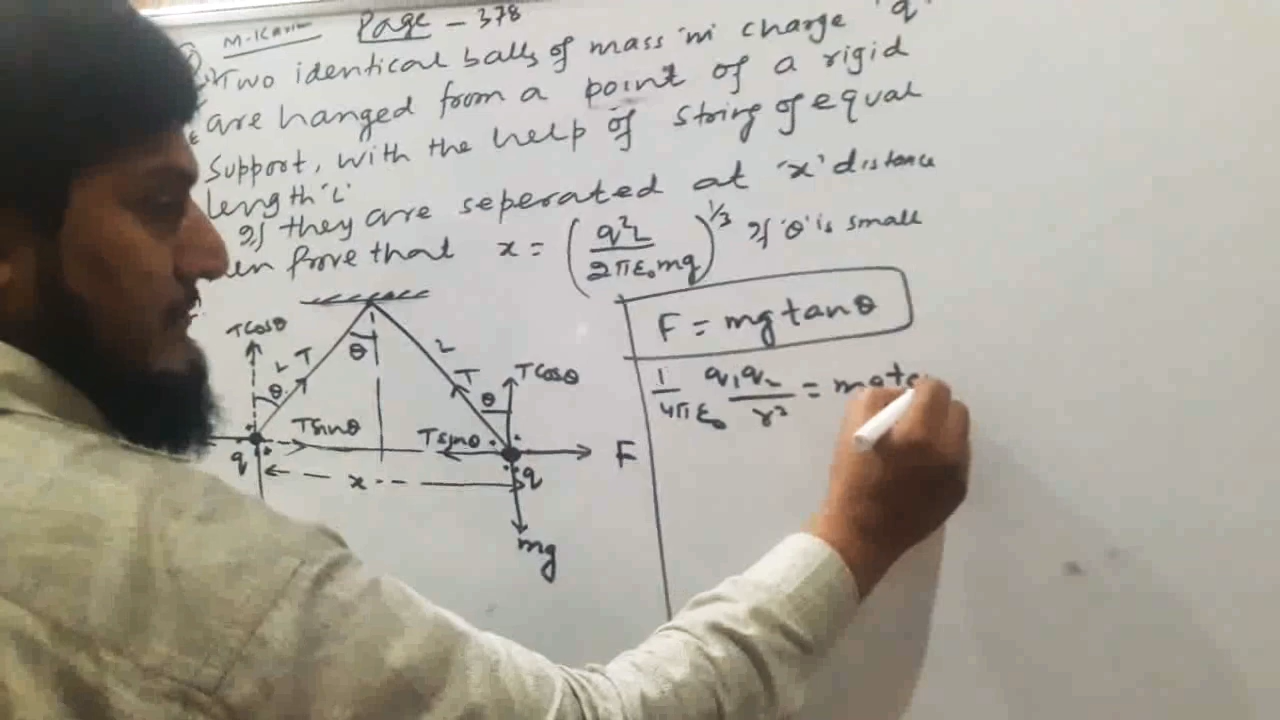 M. Karim Page - 378
Two identical balls of mass 'm' charge 'q'
are hanged from a point of a rigid
support, with the help of string of equal
length 'L'
If they are seperated at 'x' distance
prove that x = (q²L / 2πε₀mg)^1/3 if 'θ' is small
F = mg tanθ
1/4πε₀ q₁q₂/r² = mg
Tcosθ
θ
L T
θ
L
T
θ
Tcosθ
θ
Tsinθ
Tsinθ
F
q
x
q
mg